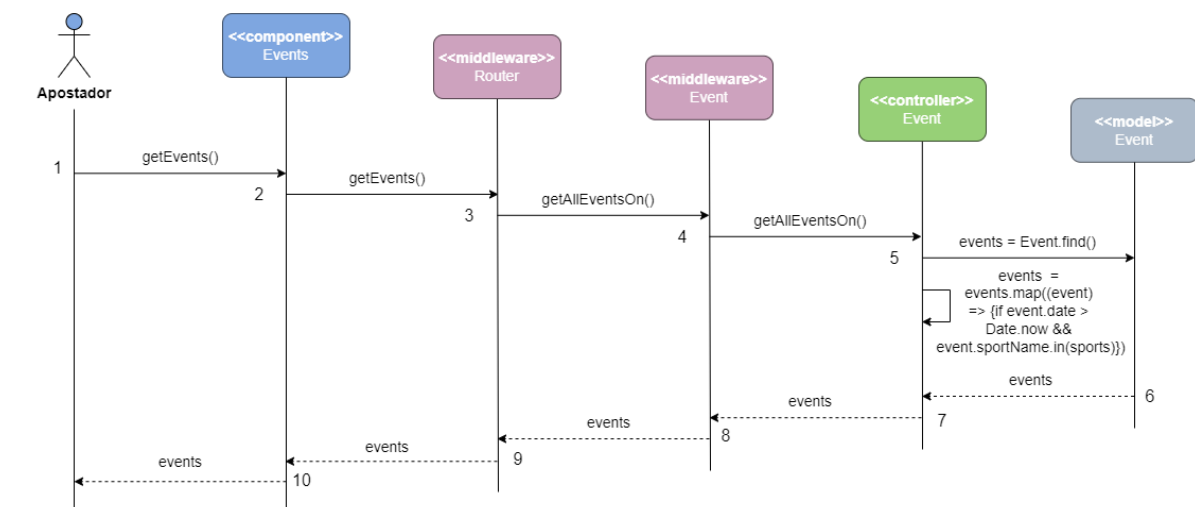 <<component>>
Events
<<middleware>>
Router
<<middleware>>
Event
<<controller>>
Event
<<model>>
Event
Apostador
1
getEvents()
2
getEvents()
3
getAllEventsOn()
4
getAllEventsOn()
5
events = Event.find()
events  =
events.map((event)
=> {if event.date >
Date.now &&
event.sportName.in(sports)})
events
6
events
7
events
8
events
9
events
10